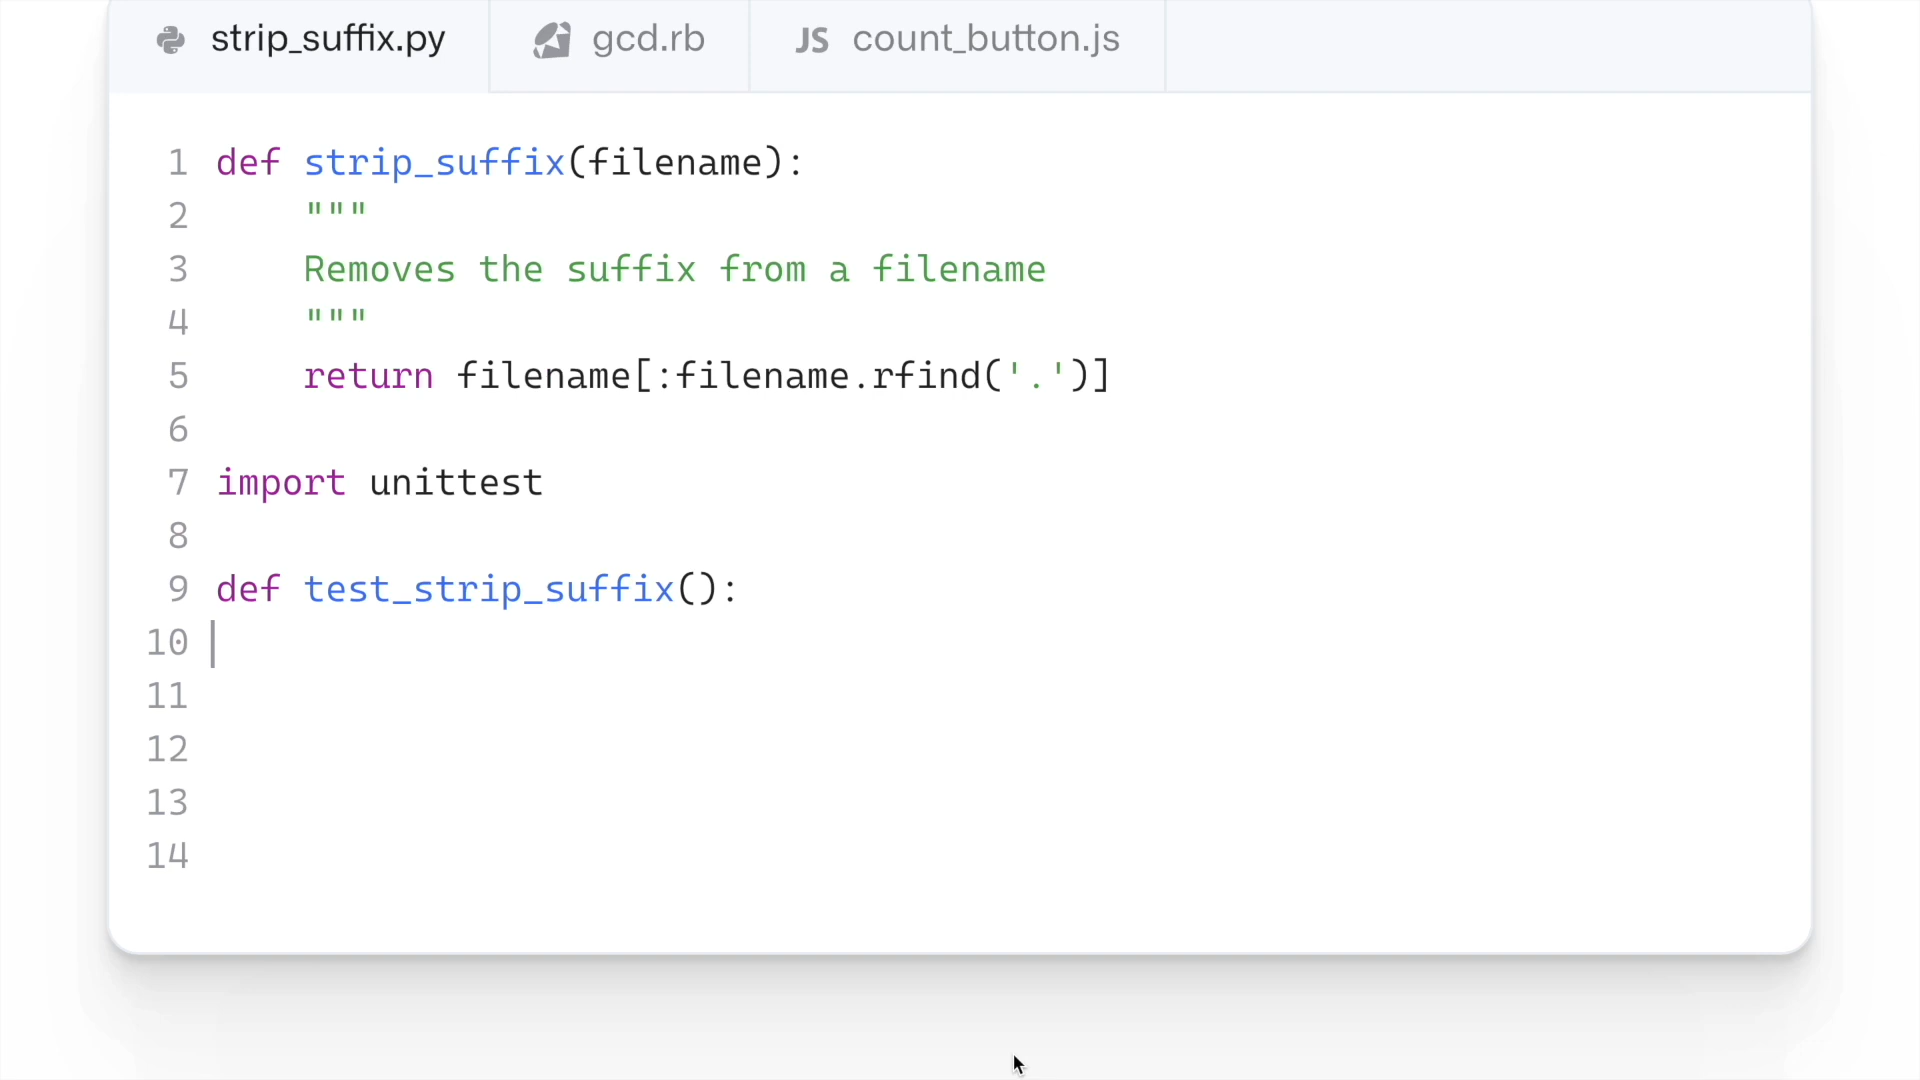 strip_suffix.py gcd.rb JS count_button.js
1 def strip_suffix(filename):
2     """
3     Removes the suffix from a filename
4     """
5     return filename[:filename.rfind('.')]
6
7 import unittest
8
9 def test_strip_suffix():
10
11
12
13
14